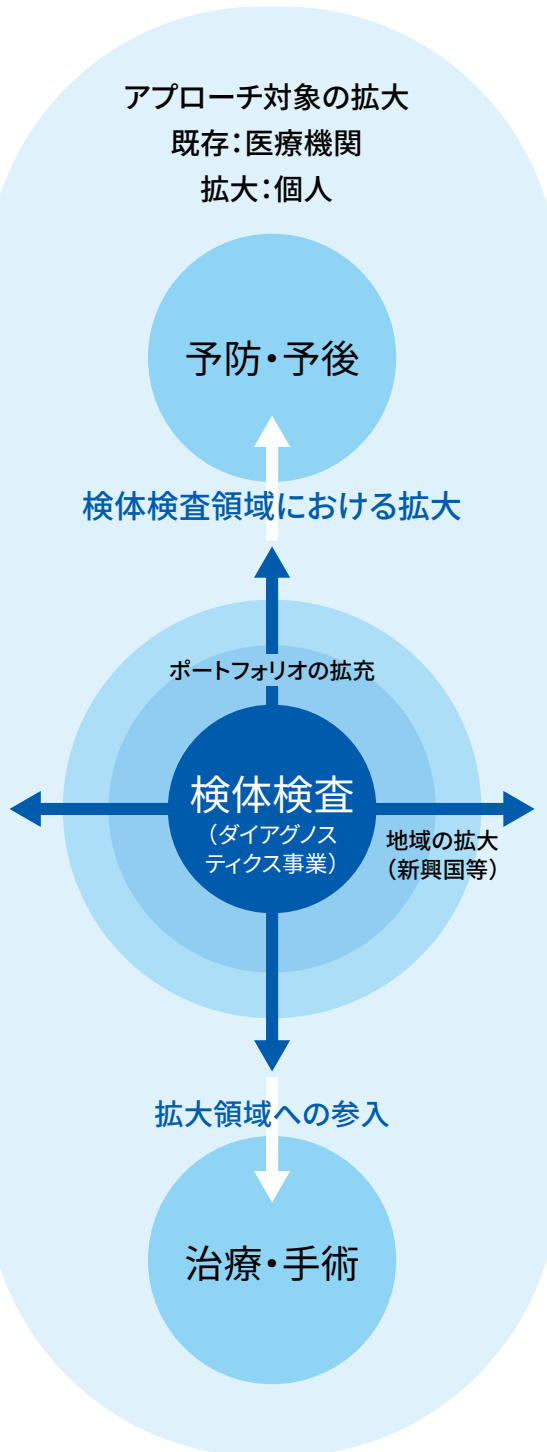 アプローチ対象の拡大
既存：医療機関
拡大：個人
予防・予後
検体検査領域における拡大
ポートフォリオの拡充
検体検査
（ダイアグノス
ティクス事業）
地域の拡大
（新興国等）
拡大領域への参入
治療・手術